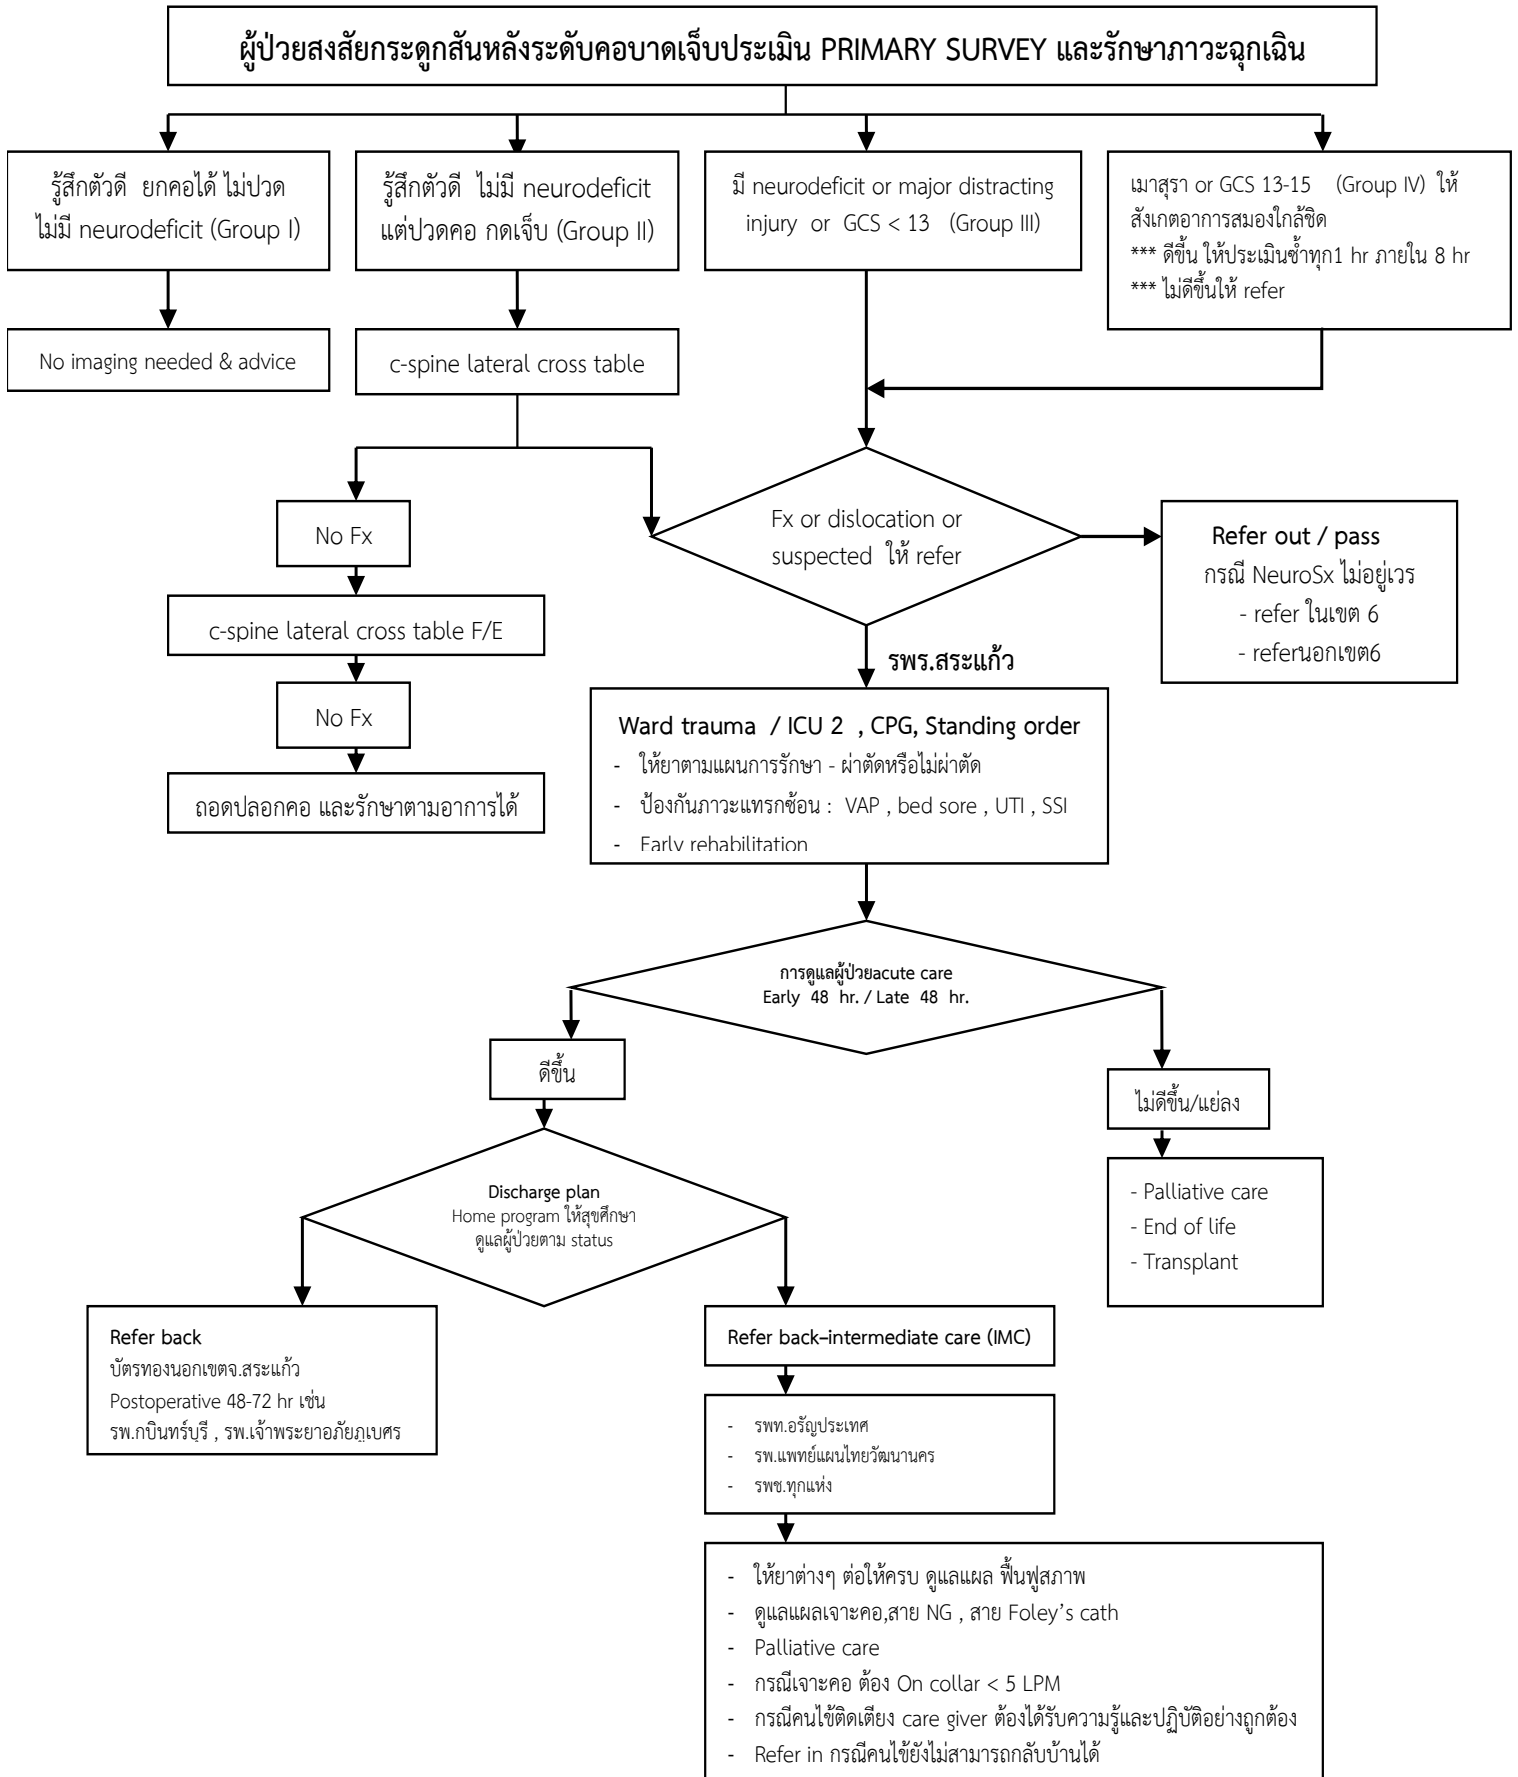 ผู้ป่วยสงสัยกระดูกสันหลังระดับคอบาดเจ็บประเมิน PRIMARY SURVEY และรักษาภาวะฉุกเฉิน
รู้สึกตัวดี ยกคอได้ ไม่ปวด
ไม่มี neurodeficit (Group I)
รู้สึกตัวดี ไม่มี neurodeficit
แต่ปวดคอ กดเจ็บ (Group II)
มี neurodeficit or major distracting
injury or GCS < 13 (Group III)
เมาสุรา or GCS 13-15 (Group IV) ให้
สังเกตอาการสมองใกล้ชิด
*** ดีขึ้น ให้ประเมินซ้ำทุก1 hr ภายใน 8 hr
*** ไม่ดีขึ้นให้ refer
No imaging needed & advice
c-spine lateral cross table
No Fx
Fx or dislocation or
suspected ให้ refer
Refer out / pass
กรณี NeuroSx ไม่อยู่เวร
- refer ในเขต 6
- referนอกเขต6
c-spine lateral cross table F/E
รพร.สระแก้ว
No Fx
ถอดปลอกคอ และรักษาตามอาการได้
Ward trauma / ICU 2 , CPG, Standing order
- ให้ยาตามแผนการรักษา - ผ่าตัดหรือไม่ผ่าตัด
- ป้องกันภาวะแทรกซ้อน : VAP , bed sore , UTI , SSI
- Early rehabilitation
การดูแลผู้ป่วยacute care
Early 48 hr. / Late 48 hr.
ดีขึ้น
ไม่ดีขึ้น/แย่ลง
Discharge plan
Home program ให้สุขศึกษา
ดูแลผู้ป่วยตาม status
- Palliative care
- End of life
- Transplant
Refer back
บัตรทองนอกเขตจ.สระแก้ว
Postoperative 48-72 hr เช่น
รพ.กบินทร์บุรี , รพ.เจ้าพระยาอภัยภูเบศร
Refer back–intermediate care (IMC)
- รพท.อรัญประเทศ
- รพ.แพทย์แผนไทยวัฒนานคร
- รพช.ทุกแห่ง
- ให้ยาต่างๆ ต่อให้ครบ ดูแลแผล ฟื้นฟูสภาพ
- ดูแลแผลเจาะคอ,สาย NG , สาย Foley's cath
- Palliative care
- กรณีเจาะคอ ต้อง On collar < 5 LPM
- กรณีคนไข้ติดเตียง care giver ต้องได้รับความรู้และปฏิบัติอย่างถูกต้อง
- Refer in กรณีคนไข้ยังไม่สามารถกลับบ้านได้